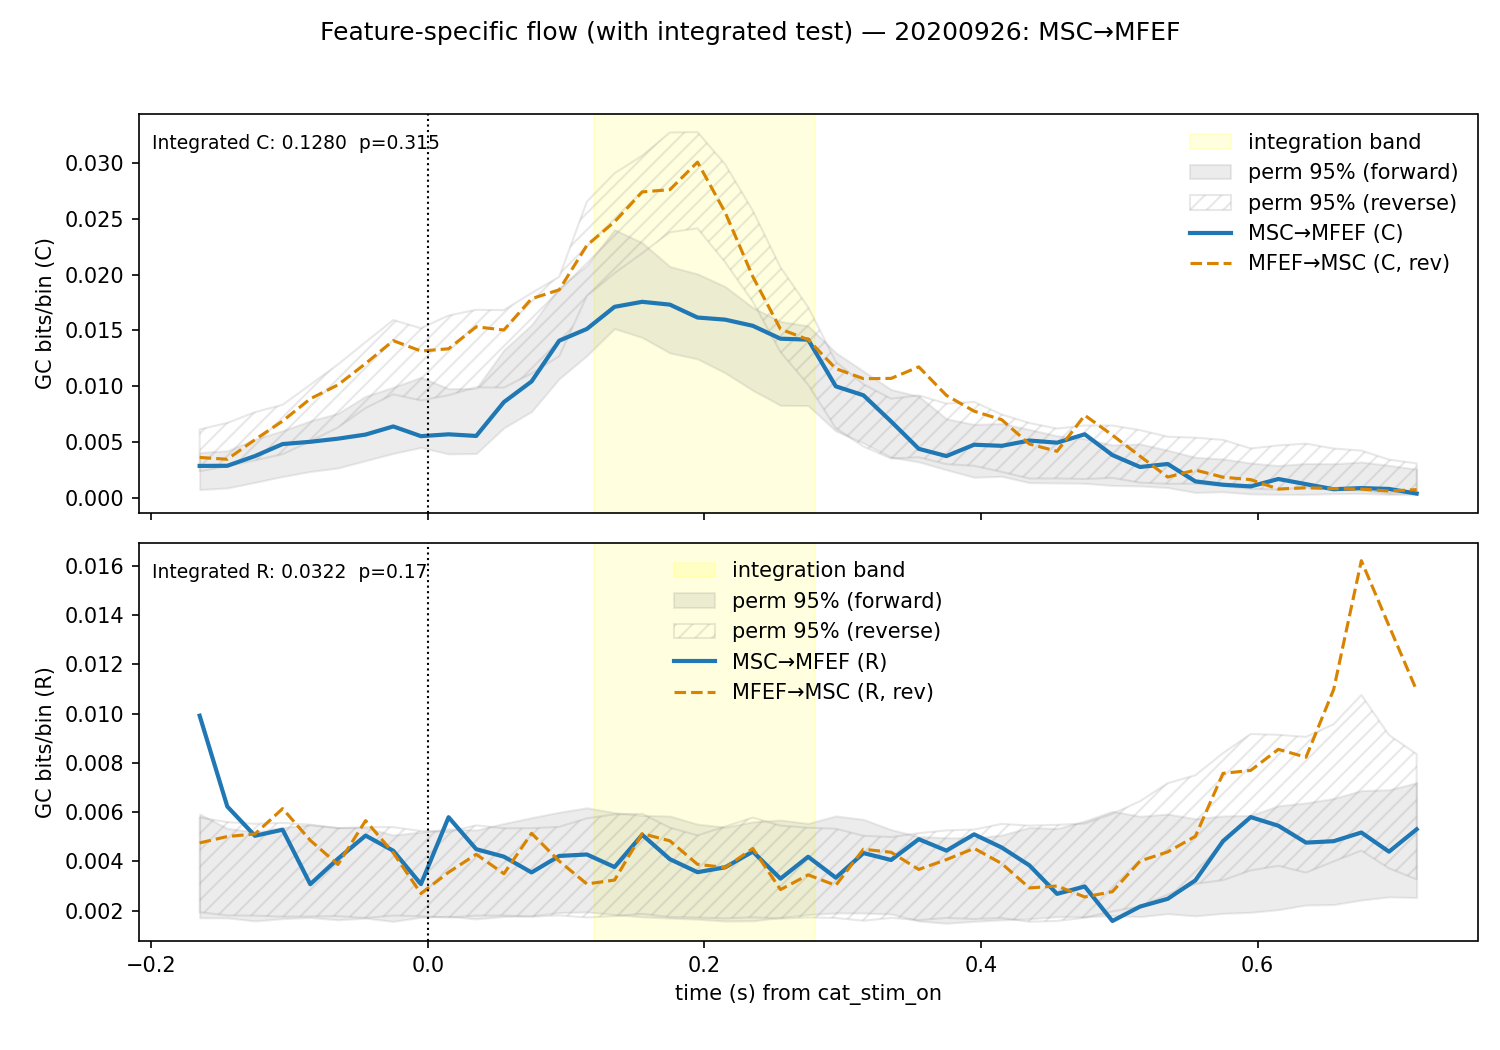 Feature-specific flow (with integrated test) — 20200926: MSC→MFEF
Integrated C: 0.1280  p=0.315
integration band
perm 95% (forward)
perm 95% (reverse)
MSC→MFEF (C)
MFEF→MSC (C, rev)
GC bits/bin (C)
0.030
0.025
0.020
0.015
0.010
0.005
0.000
Integrated R: 0.0322  p=0.17
integration band
perm 95% (forward)
perm 95% (reverse)
MSC→MFEF (R)
MFEF→MSC (R, rev)
GC bits/bin (R)
0.016
0.014
0.012
0.010
0.008
0.006
0.004
0.002
−0.2
0.0
0.2
0.4
0.6
time (s) from cat_stim_on